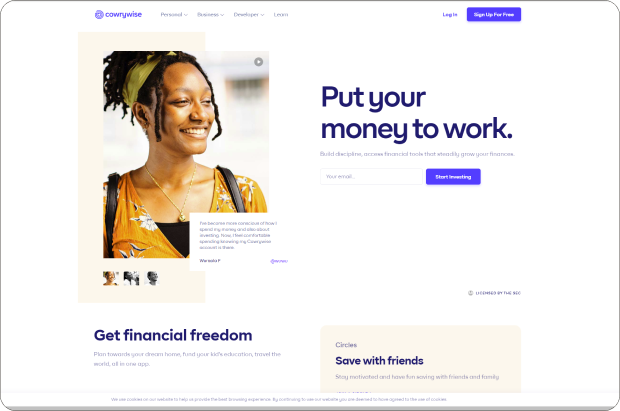 cowrywise
Personal Business Developer Learn
Log in
Sign Up For Free
Put your
money to work.
Build discipline, access financial tools that steadily grow your finances.
Your email...
Start Investing
I've become more conscious of how I
spend my money and also about
investing. Now, I feel comfortable
spending knowing my Cowrywise
account is there.
LICENSED BY THE SEC
Get financial freedom
Plan towards your dream home, fund your kid's education, travel the
world, all in one app.
Circles
Save with friends
Stay motivated and have fun saving with friends and family
We use cookies on our website to help us provide the best browsing experience. By continuing to use our website you are deemed to have agreed to the use of cookies.